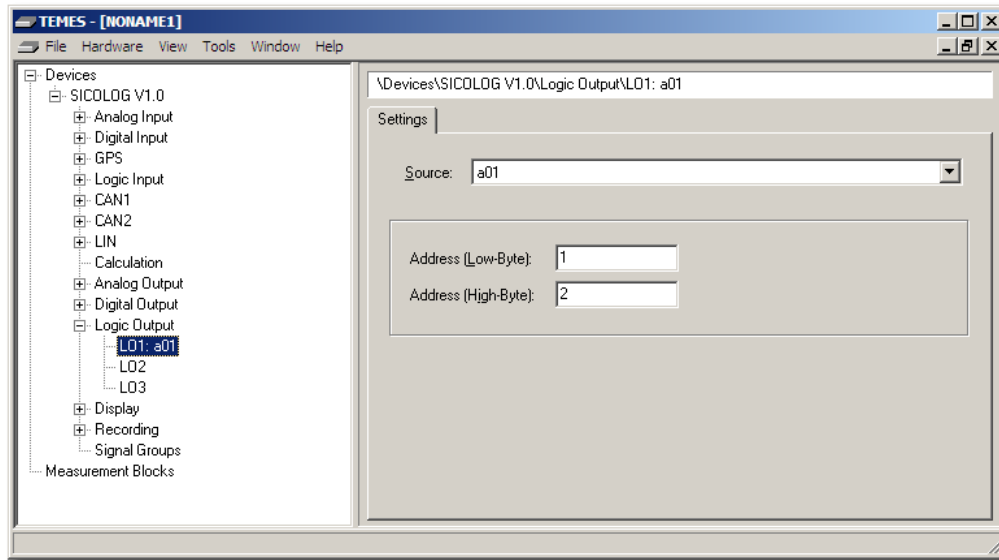 TEMES - [NONAME1]
File Hardware View Tools Window Help
Devices
SICOLOG V1.0
Analog Input
Digital Input
GPS
Logic Input
CAN1
CAN2
LIN
Calculation
Analog Output
Digital Output
Logic Output
LO1: a01
LO2
LO3
Display
Recording
Signal Groups
Measurement Blocks
\Devices\SICOLOG V1.0\Logic Output\LO1: a01
Settings
Source: a01
Address (Low-Byte): 1
Address (High-Byte): 2